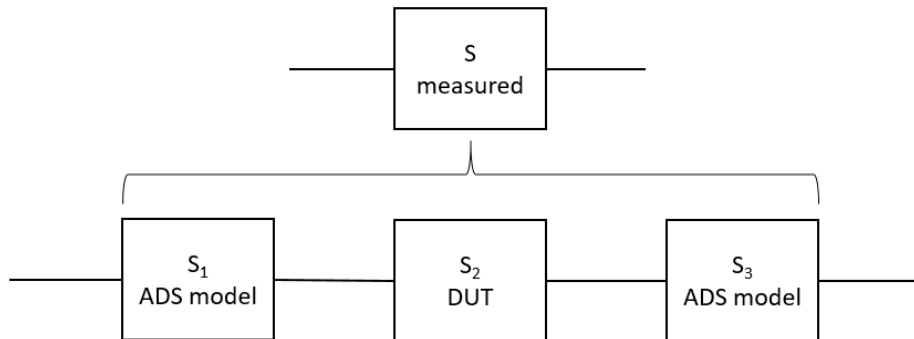 S
measured
S₁
ADS model
S₂
DUT
S₃
ADS model